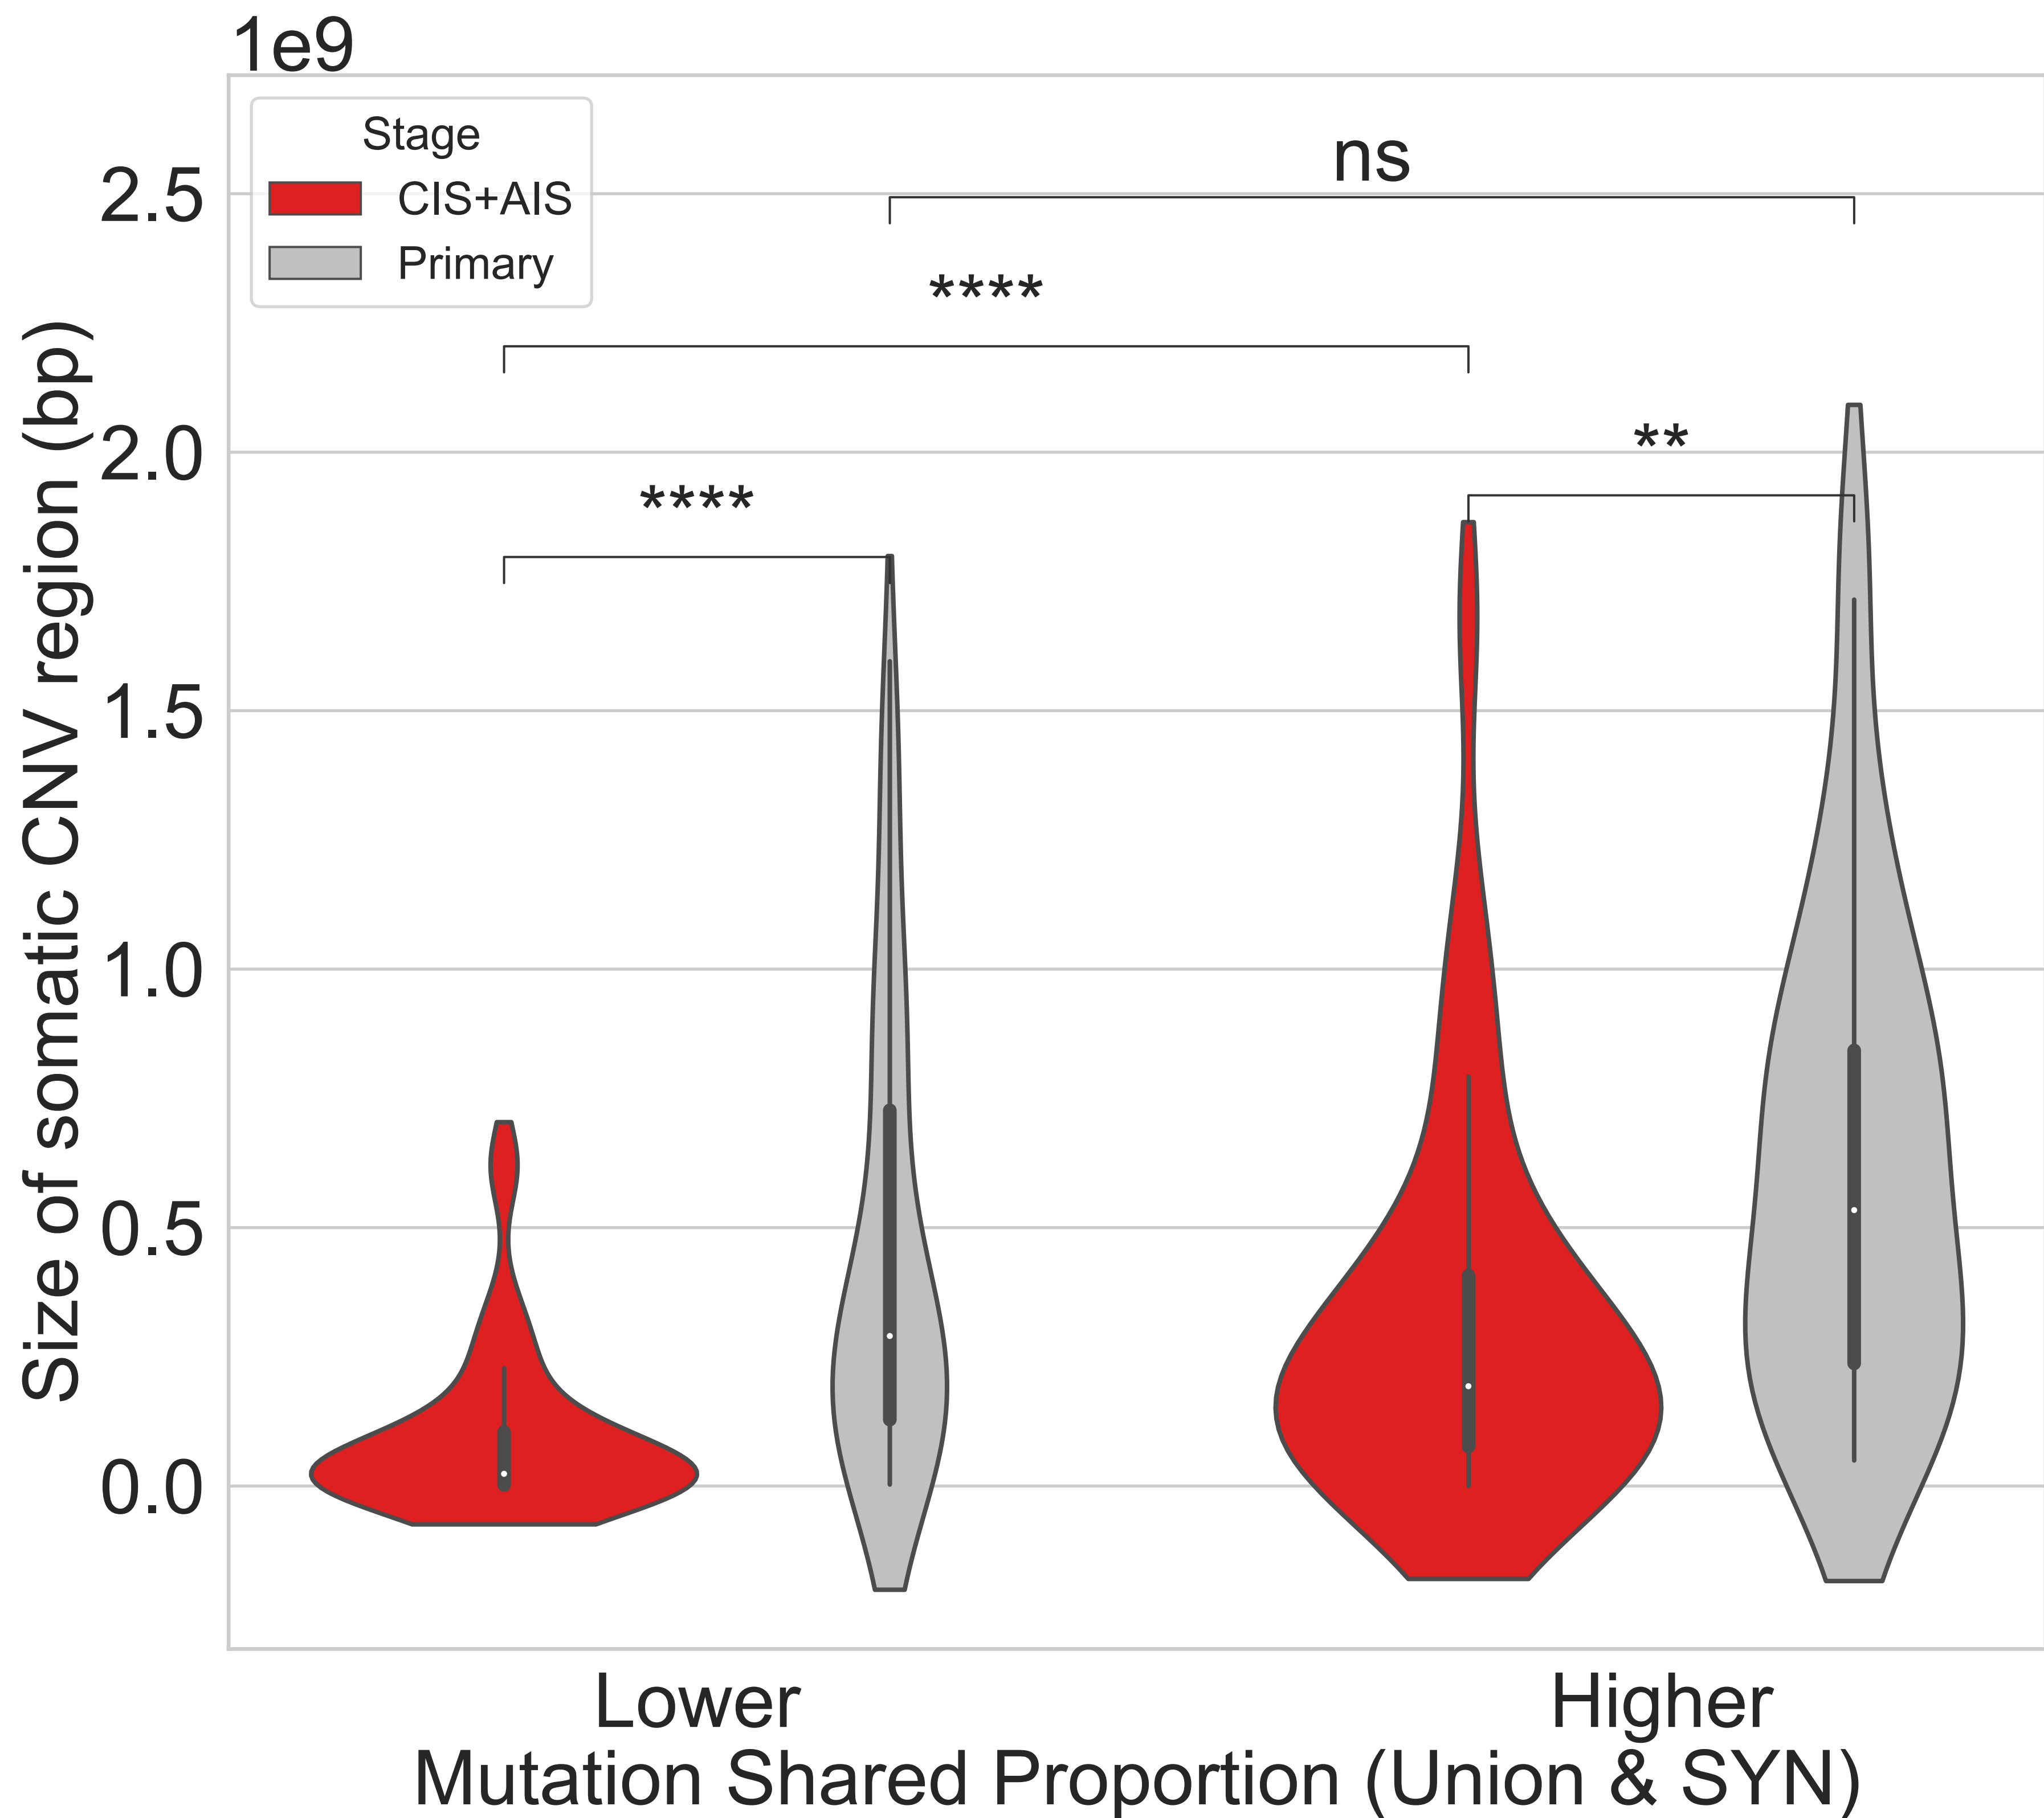 1e9
Stage
CIS+AIS
Primary
ns
****
**
****
2.5
2.0
1.5
1.0
0.5
0.0
Size of somatic CNV region (bp)
Lower
Higher
Mutation Shared Proportion (Union & SYN)